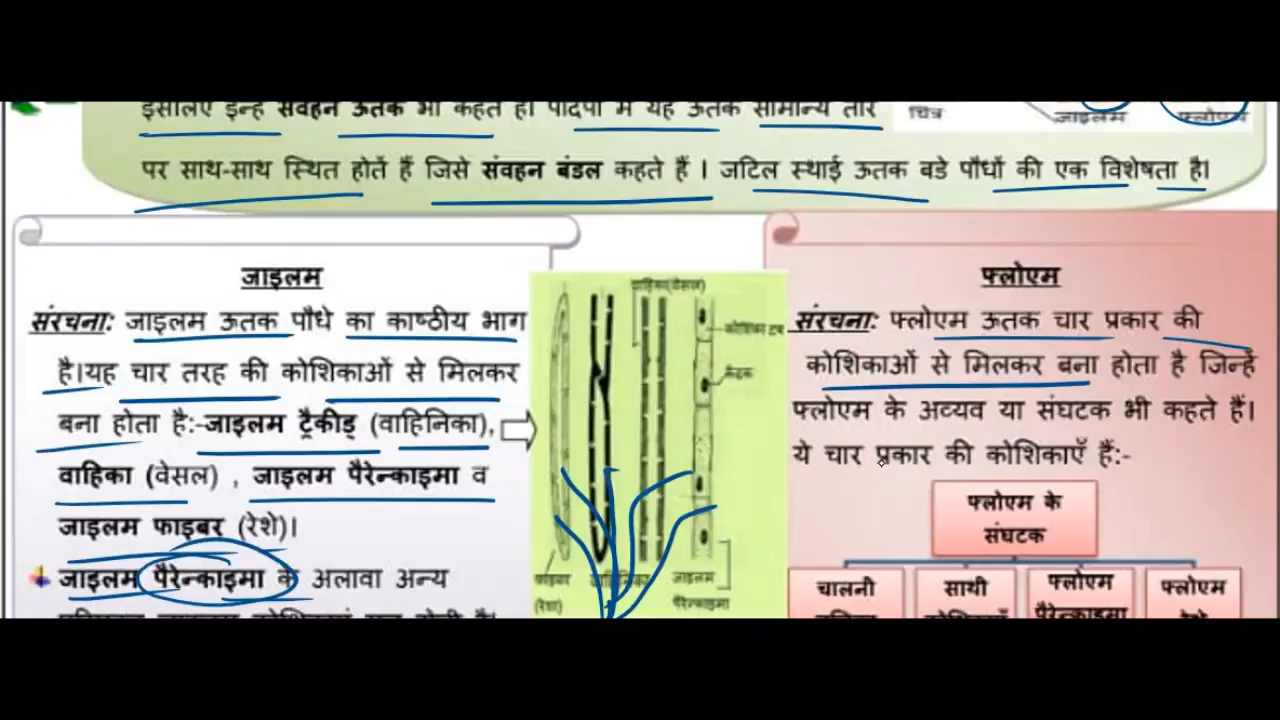 इसलिए इन्हें संवहन ऊतक भी कहते हैं। पादपों में यह ऊतक सामान्य तौर
पर साथ-साथ स्थित होतें हैं जिसे संवहन बंडल कहते हैं । जटिल स्थाई ऊतक बडे पौधों की एक विशेषता है।
चित्र
जाइलम
फ्लोएम
जाइलम
संरचना: जाइलम ऊतक पौधे का काष्ठीय भाग
है।यह चार तरह की कोशिकाओं से मिलकर
बना होता है:-जाइलम ट्रैकीड् (वाहिनिका),
वाहिका (वेसल) , जाइलम पैरेन्काइमा व
जाइलम फाइबर (रेशे)।
जाइलम पैरेन्काइमा के अलावा अन्य
वाहिका(वेसल)
केंद्रक
फाइबर
(रेशे)
वाहिनिका
जाइलम
पैरेन्काइमा
फ्लोएम
संरचना: फ्लोएम ऊतक चार प्रकार की
कोशिकाओं से मिलकर बना होता है जिन्हें
फ्लोएम के अव्यव या संघटक भी कहते हैं।
ये चार प्रकार की कोशिकाएँ हैं:-
फ्लोएम के
संघटक
चालनी
साथी
कोशिकाएँ
फ्लोएम
पैरेन्काइमा
फ्लोएम
रेशे